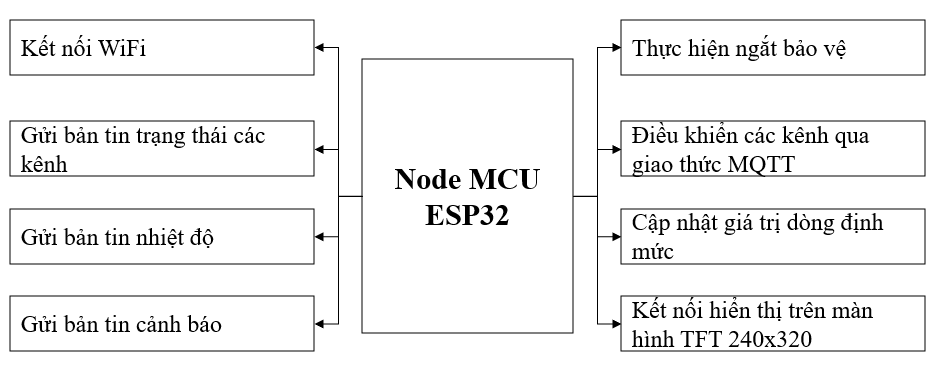 Kết nối WiFi
Gửi bản tin trạng thái các
kênh
Gửi bản tin nhiệt độ
Gửi bản tin cảnh báo
Node MCU
ESP32
Thực hiện ngắt bảo vệ
Điều khiển các kênh qua
giao thức MQTT
Cập nhật giá trị dòng định
mức
Kết nối hiển thị trên màn
hình TFT 240x320